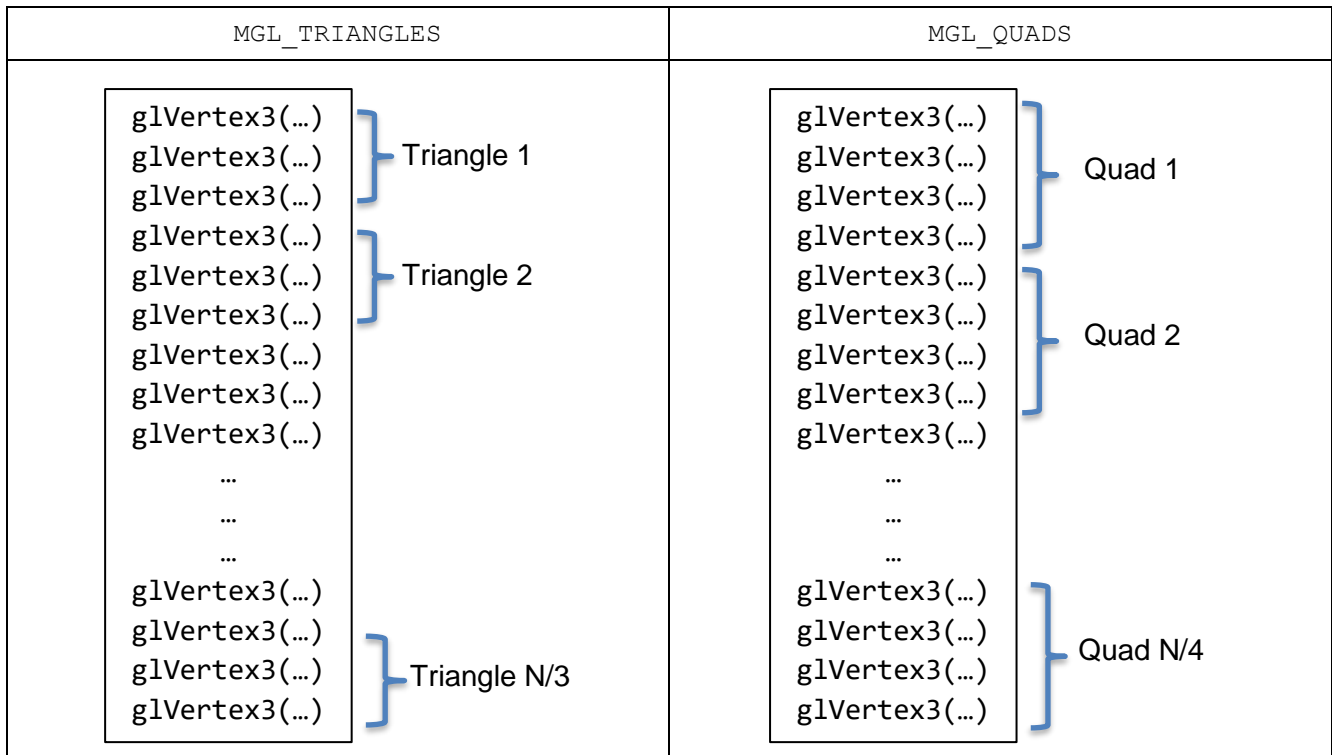 MGL_TRIANGLES
MGL_QUADS
glVertex3(…)
glVertex3(…)
glVertex3(…)
glVertex3(…)
glVertex3(…)
glVertex3(…)
glVertex3(…)
glVertex3(…)
glVertex3(…)
…
…
…
glVertex3(…)
glVertex3(…)
glVertex3(…)
glVertex3(…)
Triangle 1
Triangle 2
Triangle N/3
glVertex3(…)
glVertex3(…)
glVertex3(…)
glVertex3(…)
glVertex3(…)
glVertex3(…)
glVertex3(…)
glVertex3(…)
glVertex3(…)
…
…
…
glVertex3(…)
glVertex3(…)
glVertex3(…)
glVertex3(…)
Quad 1
Quad 2
Quad N/4